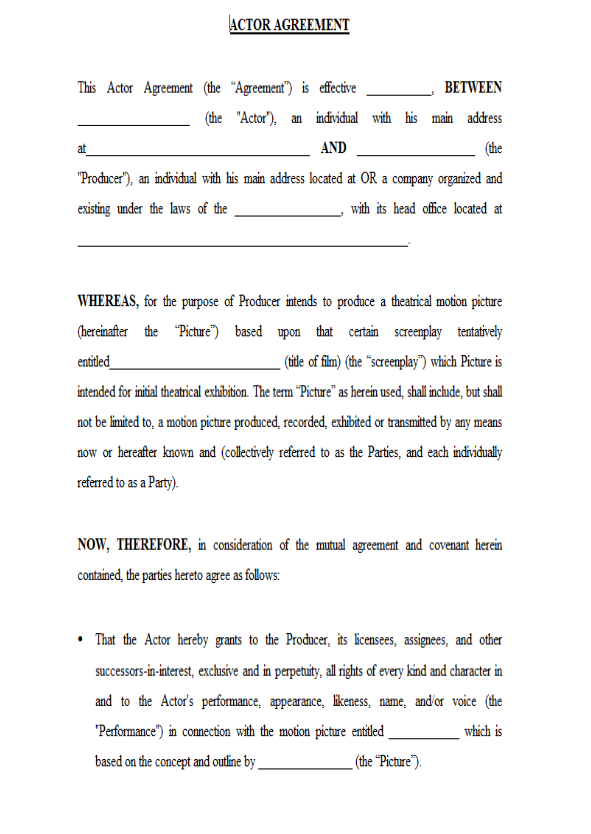 ACTOR AGREEMENT
This Actor Agreement (the “Agreement”) is effective ___________, BETWEEN
___________________ (the "Actor"), an individual with his main address
at______________________________________ AND ____________________ (the
"Producer"), an individual with his main address located at OR a company organized and
existing under the laws of the __________________, with its head office located at
________________________________________________________.
WHEREAS, for the purpose of Producer intends to produce a theatrical motion picture
(hereinafter the “Picture”) based upon that certain screenplay tentatively
entitled_____________________________ (title of film) (the “screenplay”) which Picture is
intended for initial theatrical exhibition. The term “Picture” as herein used, shall include, but shall
not be limited to, a motion picture produced, recorded, exhibited or transmitted by any means
now or hereafter known and (collectively referred to as the Parties, and each individually
referred to as a Party).
NOW, THEREFORE, in consideration of the mutual agreement and covenant herein
contained, the parties hereto agree as follows:
• That the Actor hereby grants to the Producer, its licensees, assignees, and other
successors-in-interest, exclusive and in perpetuity, all rights of every kind and character in
and to the Actor's performance, appearance, likeness, name, and/or voice (the
"Performance") in connection with the motion picture entitled ____________ which is
based on the concept and outline by ________________ (the “Picture”).